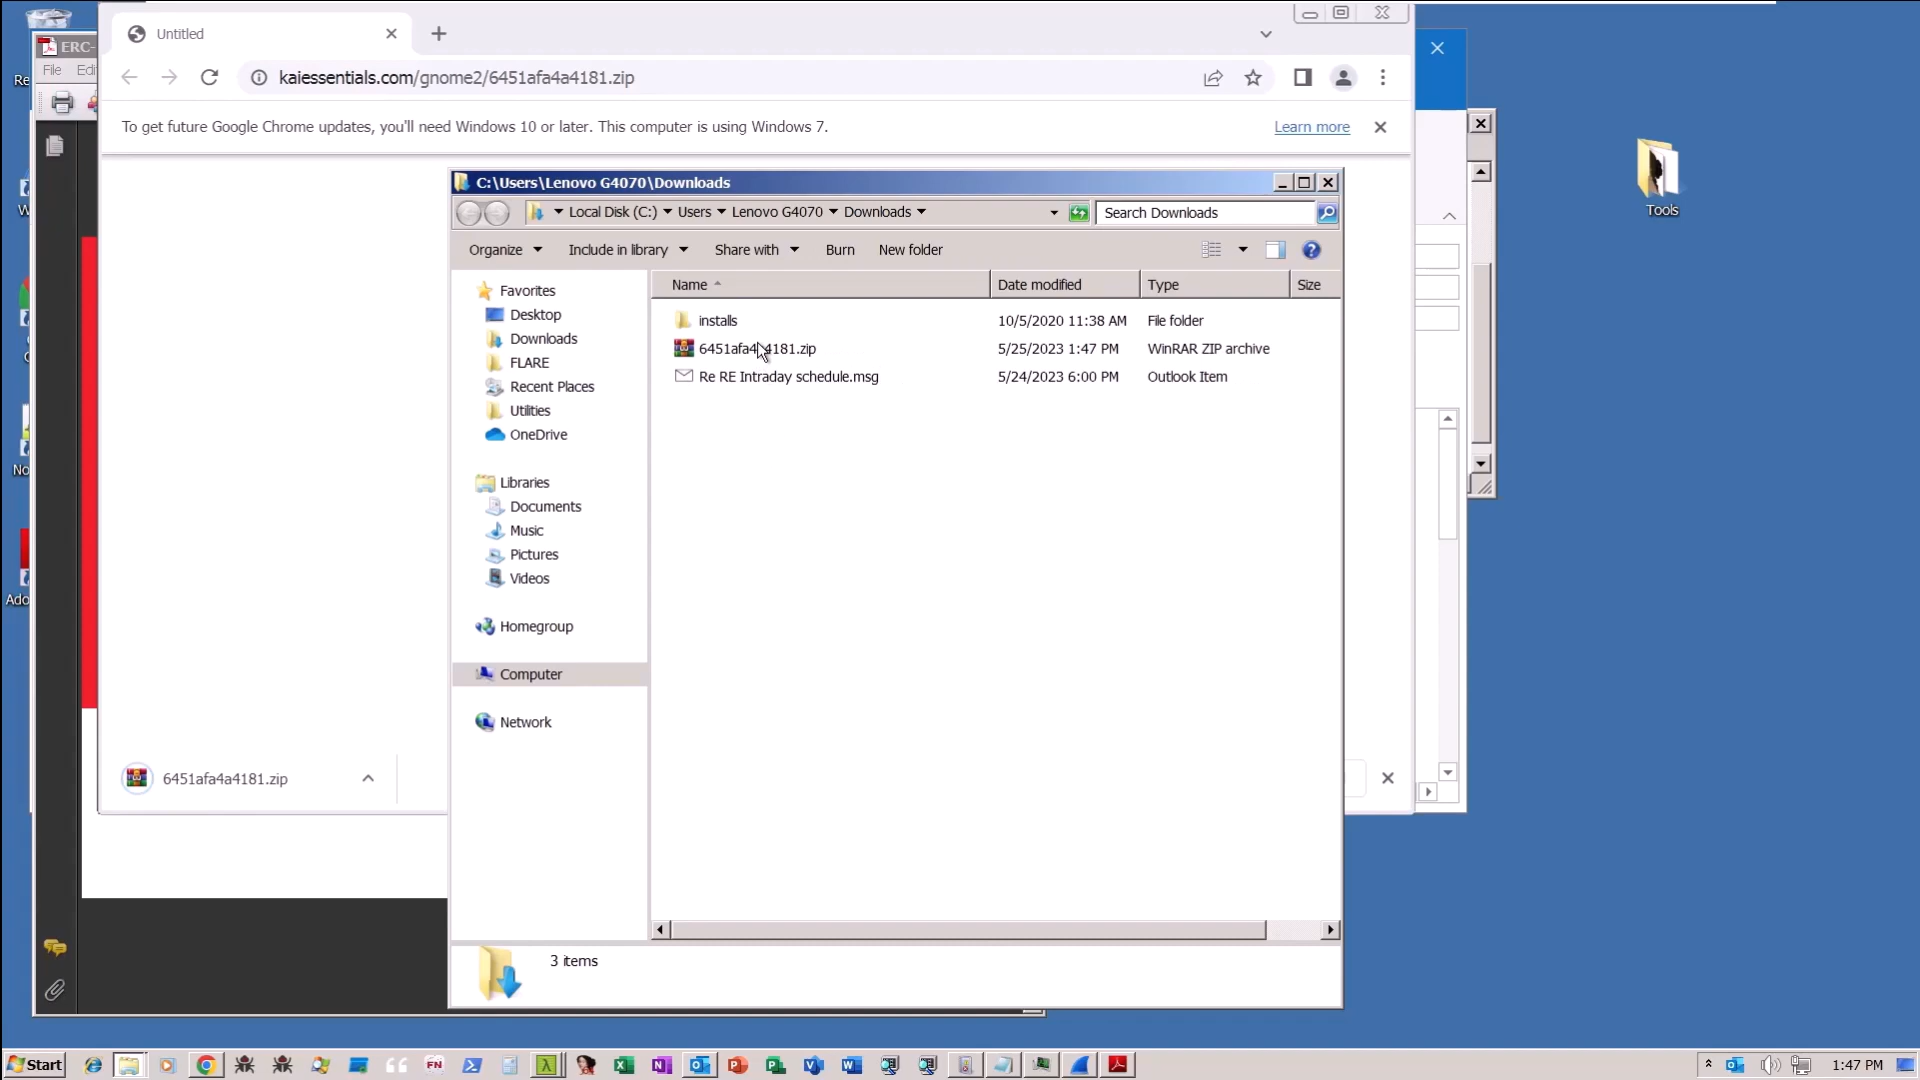 Untitled
kaiessentials.com/gnome2/6451afa4a4181.zip
To get future Google Chrome updates, you'll need Windows 10 or later. This computer is using Windows 7.
Learn more
ERC-
File Edi
Re
C:\Users\Lenovo G4070\Downloads
Local Disk (C:) Users Lenovo G4070 Downloads
Search Downloads
Organize Include in library Share with Burn New folder
Name Date modified Type Size
installs 10/5/2020 11:38 AM File folder
6451afa4a4181.zip 5/25/2023 1:47 PM WinRAR ZIP archive
Re RE Intraday schedule.msg 5/24/2023 6:00 PM Outlook Item
Favorites
Desktop
Downloads
FLARE
Recent Places
Utilities
OneDrive
Libraries
Documents
Music
Pictures
Videos
Homegroup
Computer
Network
3 items
6451afa4a4181.zip
Tools
No
Ado
Start
FN
1:47 PM